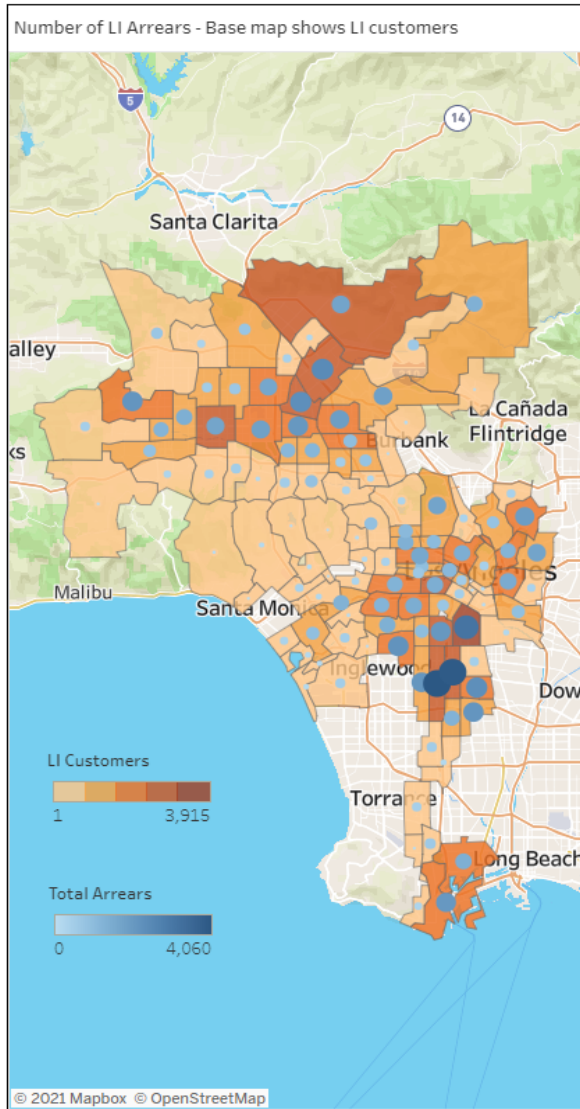 Number of LI Arrears - Base map shows LI customers
5
14
Santa Clarita
alley
La Cañada
Flintridge
Burbank
ks
Malibu
Santa Monica
Los Angeles
Inglewood
Dow
LI Customers
1
3,915
Torrance
Long Beach
Total Arrears
0
4,060
© 2021 Mapbox © OpenStreetMap